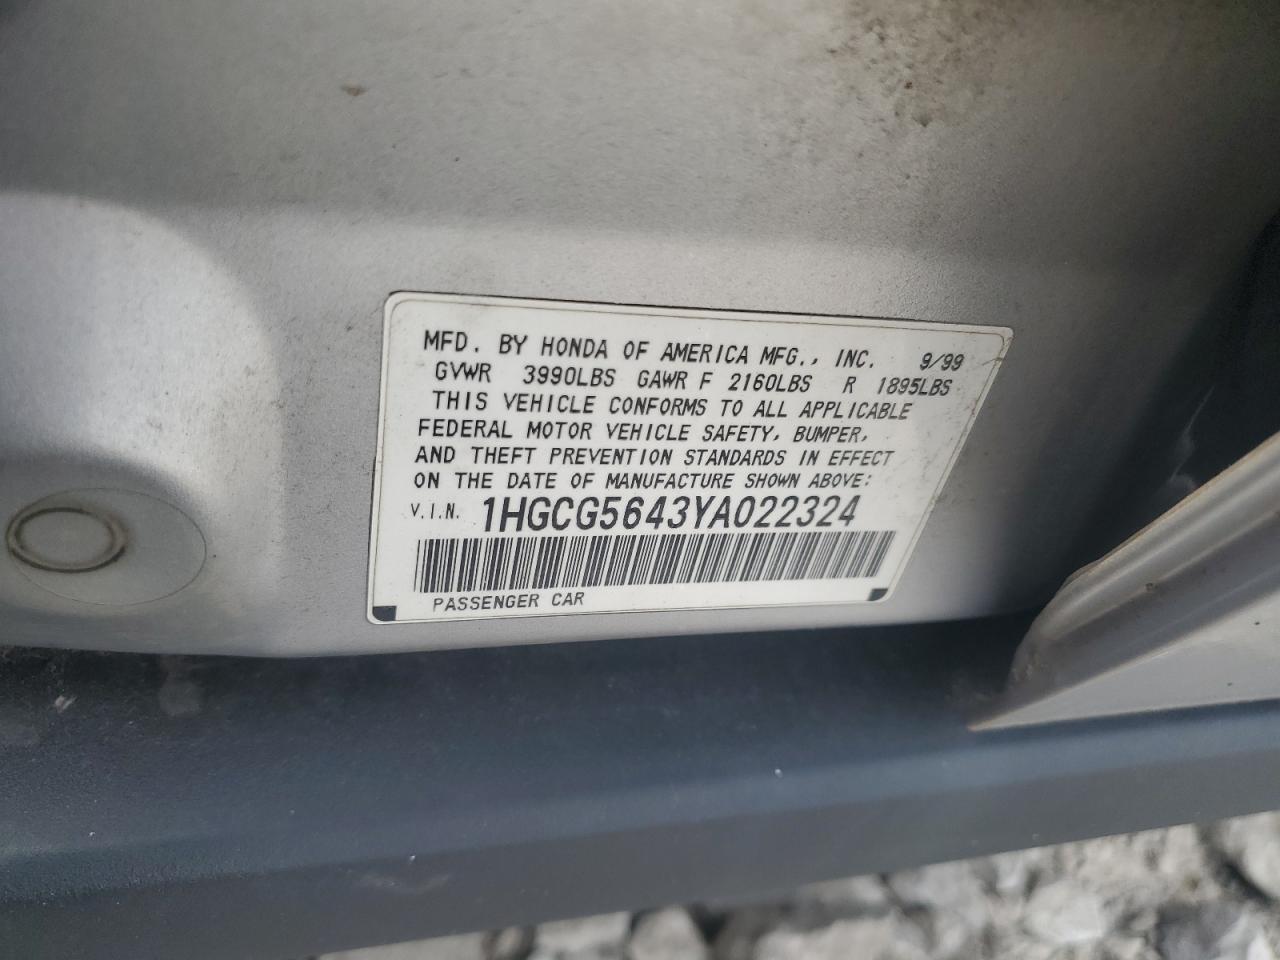 MFD. BY HONDA OF AMERICA MFG., INC. 9/99
GVWR 3990LBS GAWR F 2160LBS R 1895LBS
THIS VEHICLE CONFORMS TO ALL APPLICABLE
FEDERAL MOTOR VEHICLE SAFETY, BUMPER,
AND THEFT PREVENTION STANDARDS IN EFFECT
ON THE DATE OF MANUFACTURE SHOWN ABOVE:
V.I.N. 1HGCG5643YA022324
PASSENGER CAR